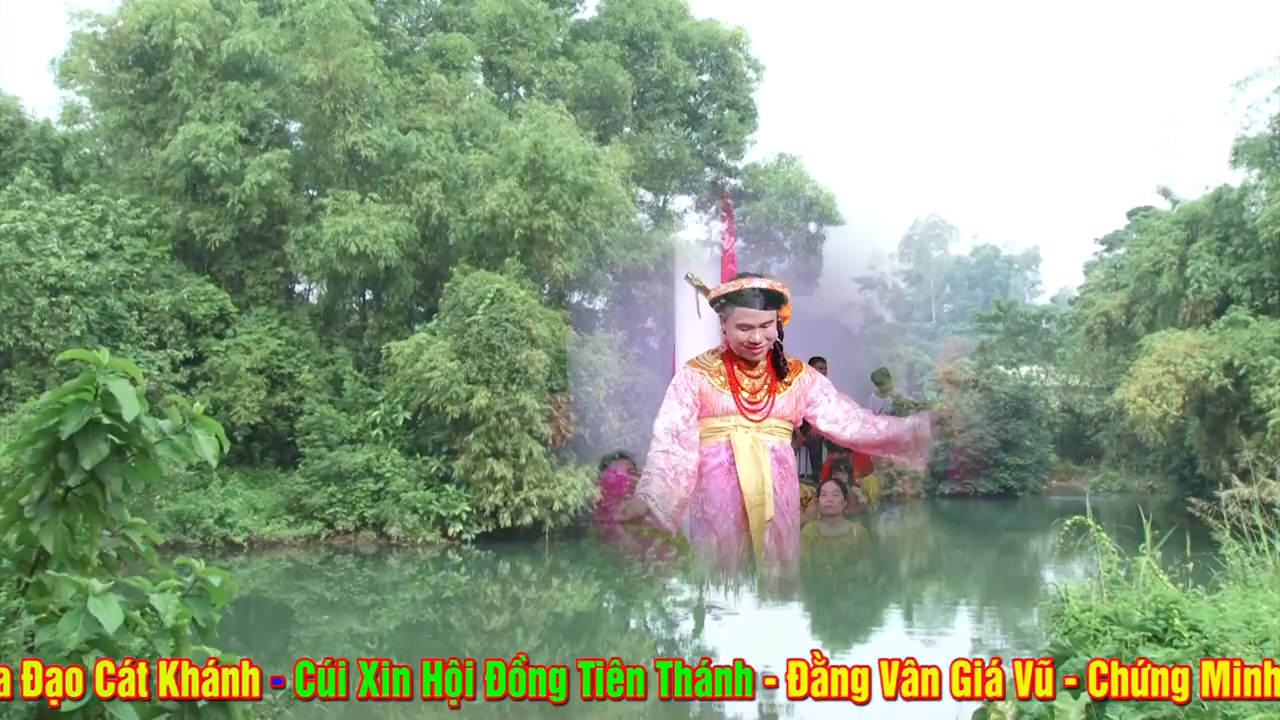 a Đạo Cát Khánh - Cúi Xin Hội Đồng Tiên Thánh - Đằng Vân Giá Vũ - Chứng Minh